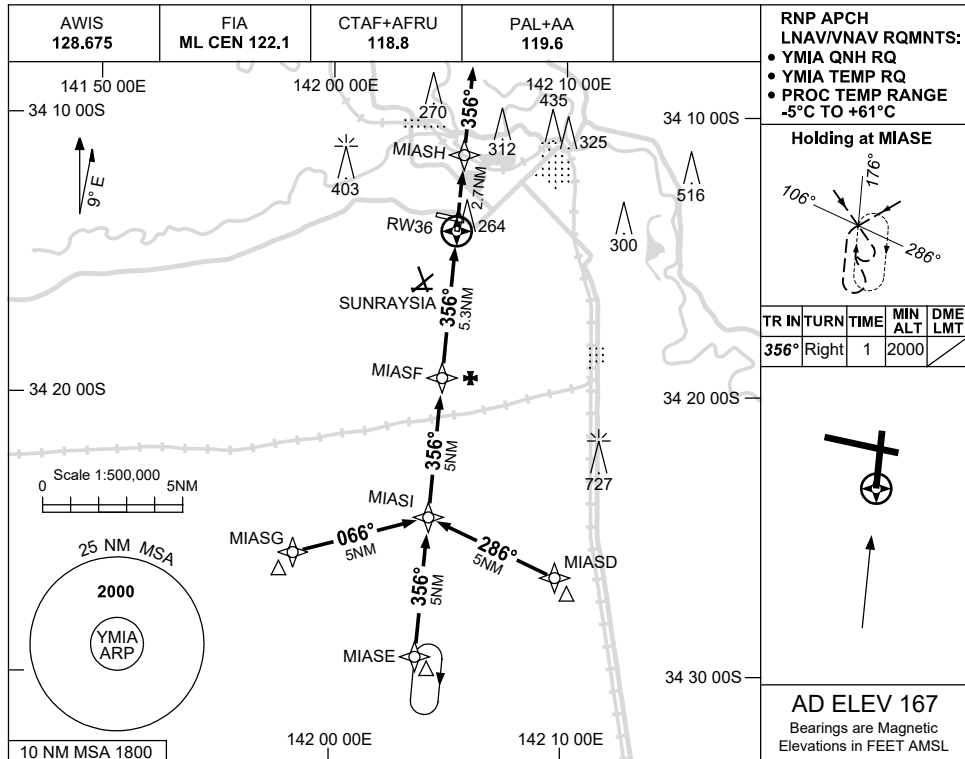 AWIS
128.675
FIA
ML CEN 122.1
CTAF+AFRU
118.8
PAL+AA
119.6
RNP APCH
LNAV/VNAV RQMNTS:
• YMIA QNH RQ
• YMIA TEMP RQ
• PROC TEMP RANGE
-5°C TO +61°C
141 50 00E
142 00 00E
142 10 00E
34 10 00S
34 10 00S
356°
270
435
312
325
MIASH
403
516
9° E
2.7NM
RW36
264
300
SUNRAYSIA
356°
5.3NM
MIASF
34 20 00S
34 20 00S
356°
5NM
727
Scale 1:500,000
0
5NM
MIASI
MIASG
066°
5NM
286°
5NM
MIASD
25 NM MSA
2000
YMIA
ARP
356°
5NM
MIASE
34 30 00S
10 NM MSA 1800
142 00 00E
142 10 00E
Holding at MIASE
176°
106°
286°
TR IN TURN TIME MIN ALT DME LMT
356° Right 1 2000
AD ELEV 167
Bearings are Magnetic
Elevations in FEET AMSL